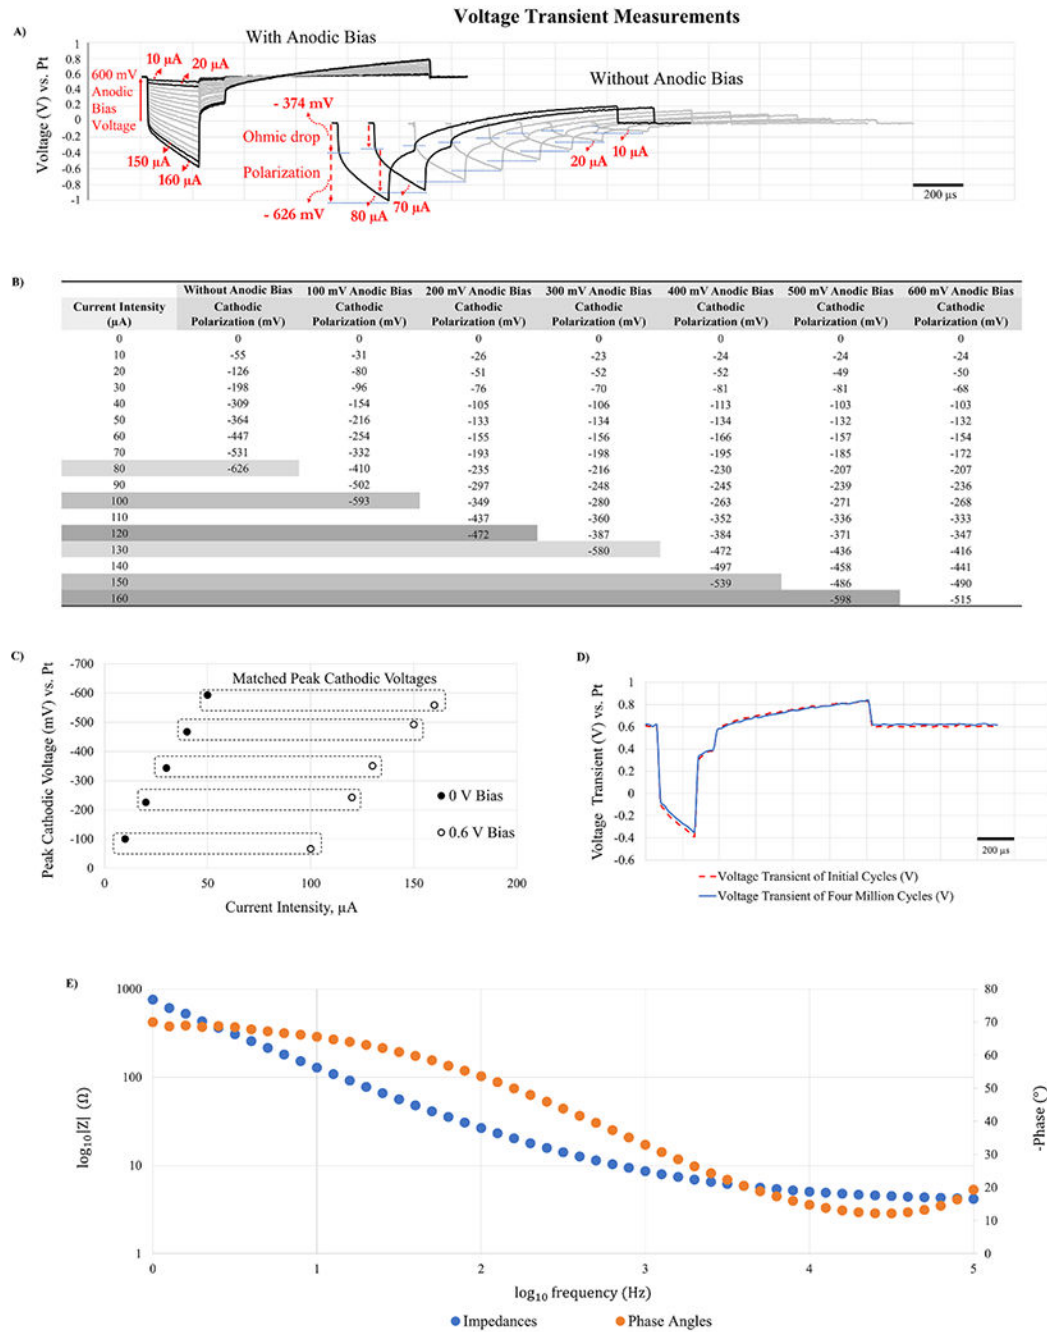 Voltage Transient Measurements
A)
With Anodic Bias
Without Anodic Bias
Voltage (V) vs. Pt
1
0.8
0.6
0.4
0.2
0
-0.2
-0.4
-0.6
-0.8
-1
600 mV
Anodic
Bias
Voltage
10 µA
20 µA
150 µA
160 µA
- 374 mV
Ohmic drop
Polarization
- 626 mV
80 µA
70 µA
20 µA
10 µA
200 µs
B)
Without Anodic Bias 100 mV Anodic Bias 200 mV Anodic Bias 300 mV Anodic Bias 400 mV Anodic Bias 500 mV Anodic Bias 600 mV Anodic Bias
Current Intensity Cathodic Cathodic Cathodic Cathodic Cathodic Cathodic Cathodic
(µA) Polarization (mV) Polarization (mV) Polarization (mV) Polarization (mV) Polarization (mV) Polarization (mV) Polarization (mV)
0 0 0 0 0 0 0 0
10 -55 -31 -26 -23 -24 -24 -24
20 -126 -80 -51 -52 -52 -49 -50
30 -198 -96 -76 -70 -81 -81 -68
40 -309 -154 -105 -106 -113 -103 -103
50 -364 -216 -133 -134 -134 -132 -132
60 -447 -254 -155 -156 -166 -157 -154
70 -531 -332 -193 -198 -195 -185 -172
80 -626 -410 -235 -216 -230 -207 -207
90 -502 -297 -248 -245 -239 -236
100 -593 -349 -280 -263 -271 -268
110 -437 -360 -352 -336 -333
120 -472 -387 -384 -371 -347
130 -580 -472 -436 -416
140 -497 -458 -441
150 -539 -486 -490
160 -598 -515
C)
Peak Cathodic Voltage (mV) vs. Pt
-700
-600
-500
-400
-300
-200
-100
0
Matched Peak Cathodic Voltages
0 V Bias
0.6 V Bias
0 50 100 150 200
Current Intensity, µA
D)
Voltage Transient (V) vs. Pt
1
0.8
0.6
0.4
0.2
0
-0.2
-0.4
-0.6
200 µs
Voltage Transient of Initial Cycles (V)
Voltage Transient of Four Million Cycles (V)
E)
log10|Z| (Ω)
1000
100
10
1
80
70
60
50
40
30
20
10
0
-Phase (°)
0 1 2 3 4 5
log10 frequency (Hz)
Impedances Phase Angles